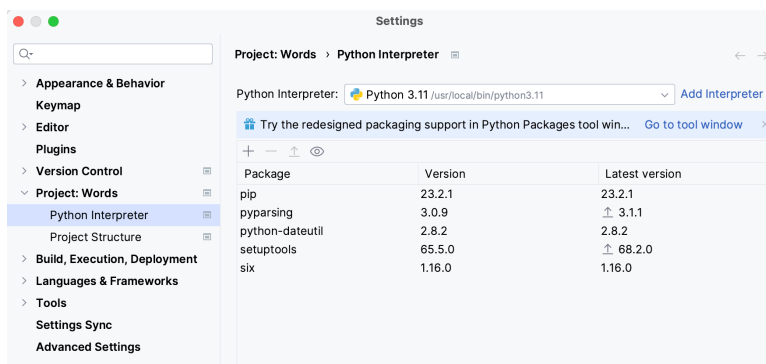 Settings
Project: Words › Python Interpreter
Appearance & Behavior
Keymap
Editor
Plugins
Version Control
Project: Words
Python Interpreter
Project Structure
Build, Execution, Deployment
Languages & Frameworks
Tools
Settings Sync
Advanced Settings
Python Interpreter: Python 3.11 /usr/local/bin/python3.11 Add Interpreter
Try the redesigned packaging support in Python Packages tool win... Go to tool window
Package Version Latest version
pip 23.2.1 23.2.1
pyparsing 3.0.9 3.1.1
python-dateutil 2.8.2 2.8.2
setuptools 65.5.0 68.2.0
six 1.16.0 1.16.0